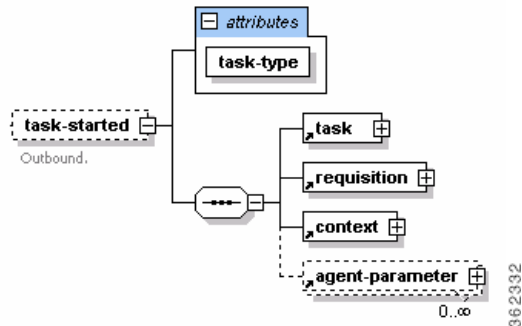 attributes
task-type
task-started
Outbound.
task
requisition
context
agent-parameter
0..∞
362332